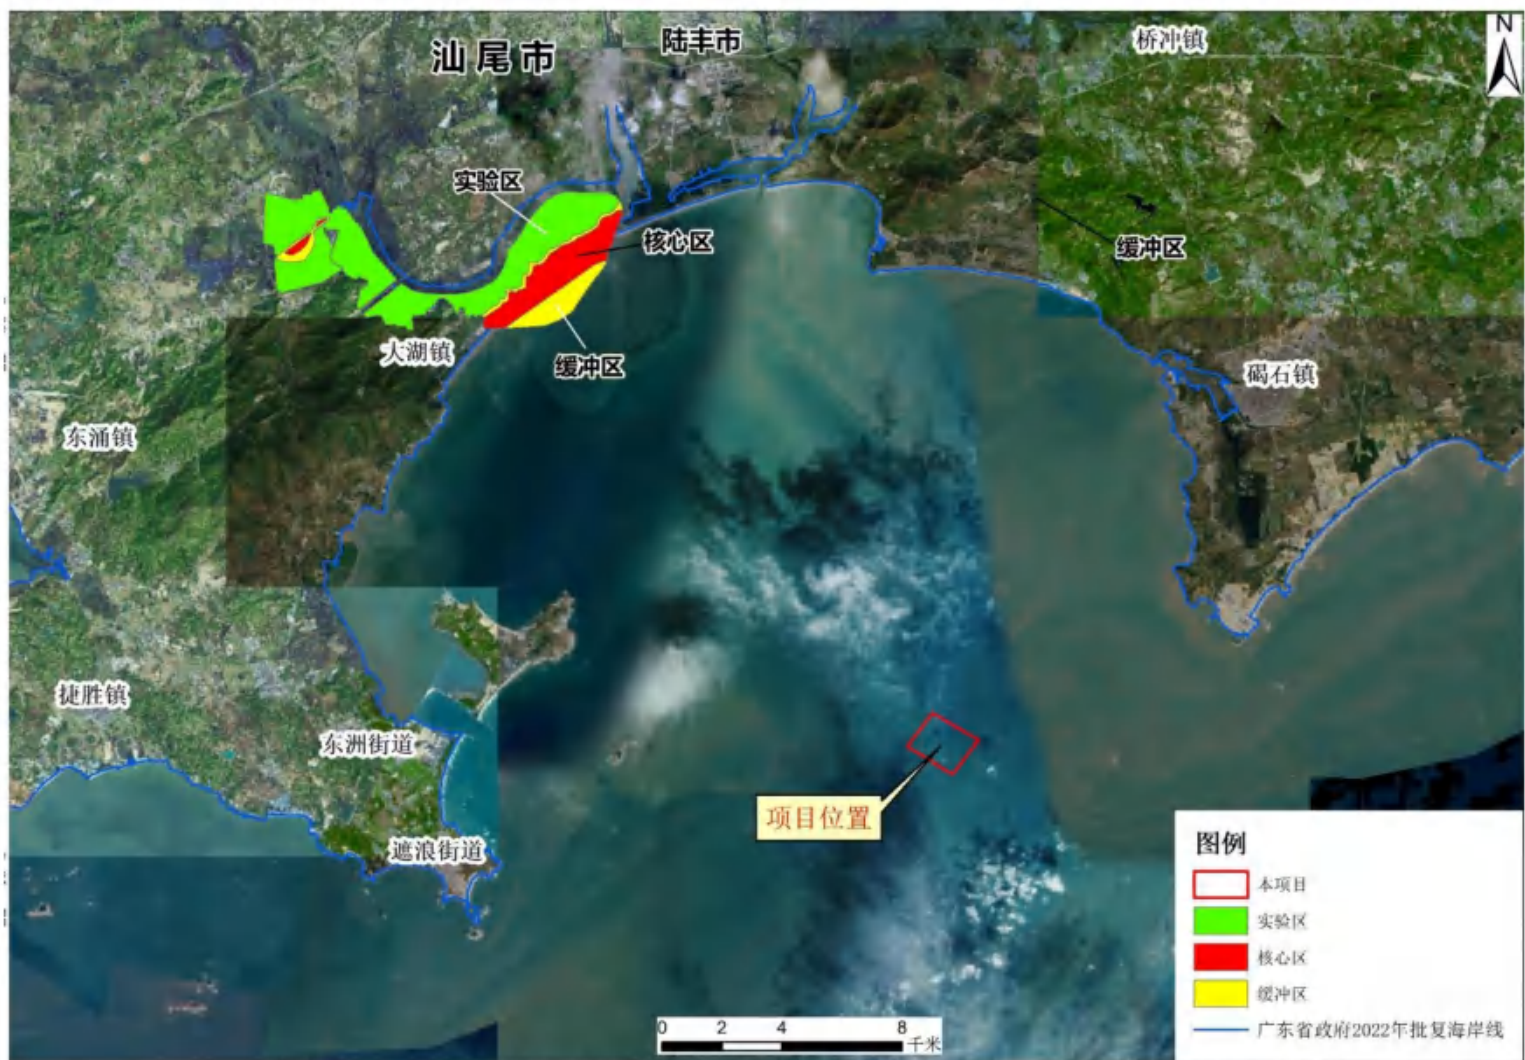 汕尾市
陆丰市
桥冲镇
N
实验区
核心区
缓冲区
缓冲区
大湖镇
碣石镇
东涌镇
捷胜镇
东洲街道
项目位置
遮浪街道
图例
本项目
实验区
核心区
缓冲区
广东省政府2022年批复海岸线
0 2 4 8
千米